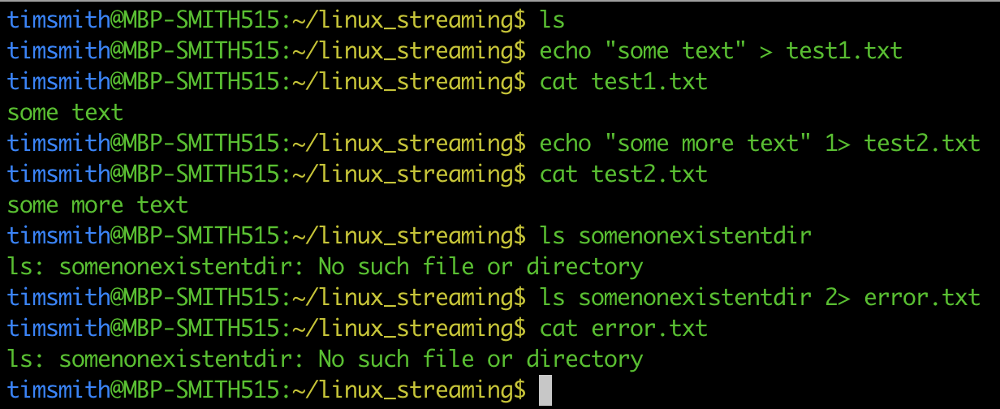 timsmith@MBP-SMITH515:~/linux_streaming$ ls
timsmith@MBP-SMITH515:~/linux_streaming$ echo "some text" > test1.txt
timsmith@MBP-SMITH515:~/linux_streaming$ cat test1.txt
some text
timsmith@MBP-SMITH515:~/linux_streaming$ echo "some more text" 1> test2.txt
timsmith@MBP-SMITH515:~/linux_streaming$ cat test2.txt
some more text
timsmith@MBP-SMITH515:~/linux_streaming$ ls somenonexistentdir
ls: somenonexistentdir: No such file or directory
timsmith@MBP-SMITH515:~/linux_streaming$ ls somenonexistentdir 2> error.txt
timsmith@MBP-SMITH515:~/linux_streaming$ cat error.txt
ls: somenonexistentdir: No such file or directory
timsmith@MBP-SMITH515:~/linux_streaming$